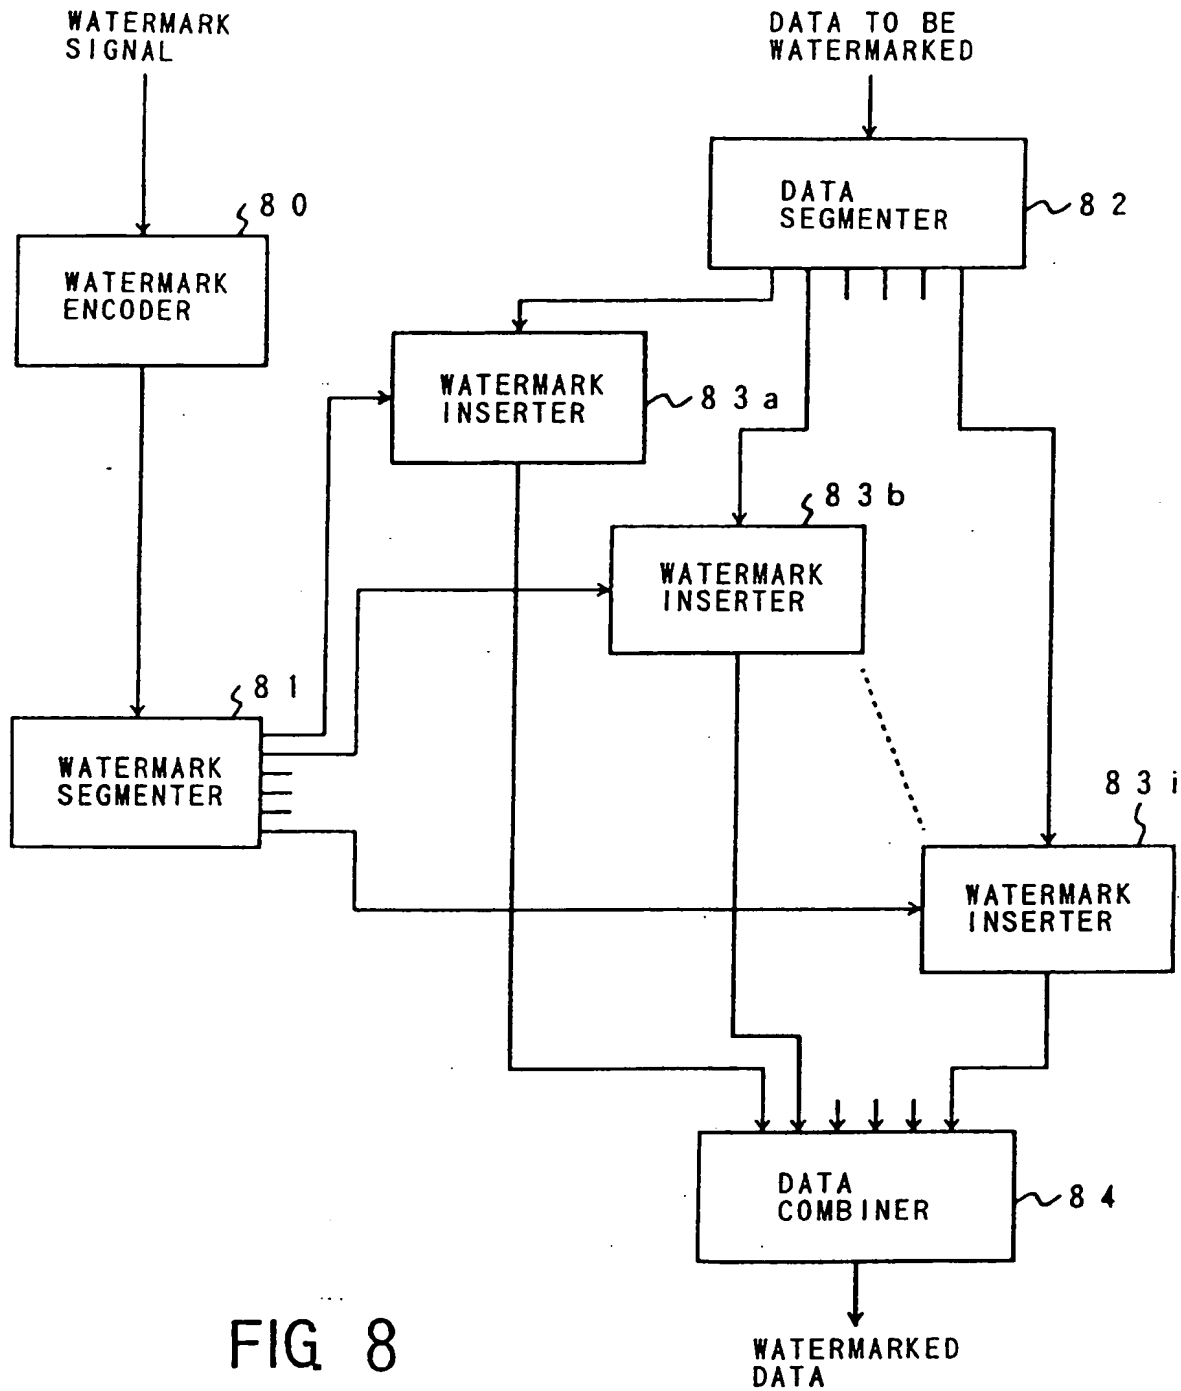 WATERMARK
SIGNAL
DATA TO BE
WATERMARKED
80
DATA
SEGMENTER
82
WATERMARK
ENCODER
WATERMARK
INSERTER
83a
83b
WATERMARK
INSERTER
81
WATERMARK
SEGMENTER
83i
WATERMARK
INSERTER
DATA
COMBINER
84
FIG. 8
WATERMARKED
DATA